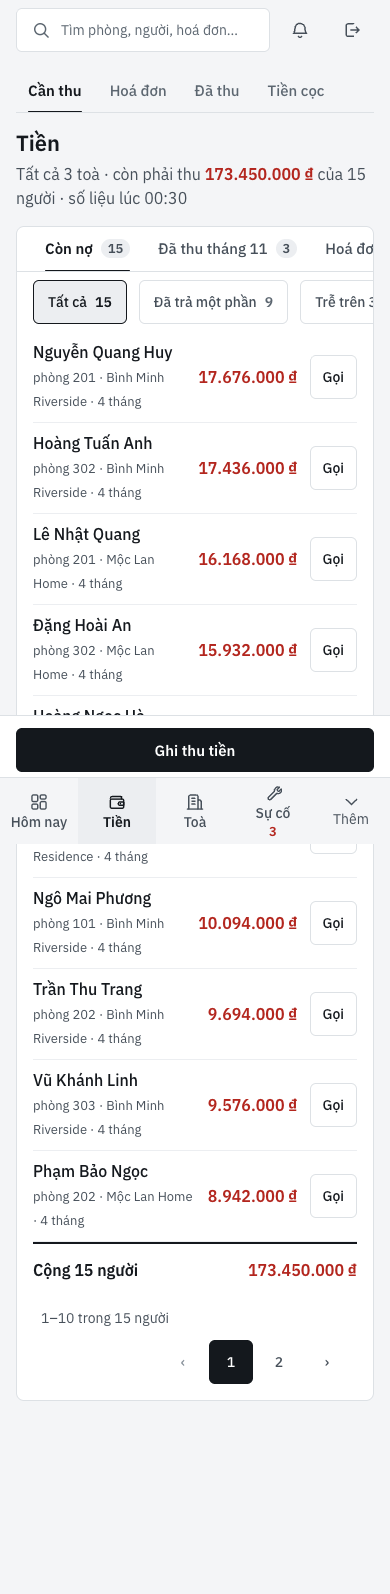 Tìm phòng, người, hoá đơn...
Cần thu
Hoá đơn
Đã thu
Tiền cọc
Tiền
Tất cả 3 toà · còn phải thu 173.450.000 ₫ của 15
người · số liệu lúc 00:30
Còn nợ 15
Đã thu tháng 11 3
Hoá đơ
Tất cả 15
Đã trả một phần 9
Trễ trên 3
Nguyễn Quang Huy
phòng 201 · Bình Minh
Riverside · 4 tháng
17.676.000 ₫
Gọi
Hoàng Tuấn Anh
phòng 302 · Bình Minh
Riverside · 4 tháng
17.436.000 ₫
Gọi
Lê Nhật Quang
phòng 201 · Mộc Lan
Home · 4 tháng
16.168.000 ₫
Gọi
Đặng Hoài An
phòng 302 · Mộc Lan
Home · 4 tháng
15.932.000 ₫
Gọi
Ghi thu tiền
Hôm nay
Tiền
Toà
Sự cố
3
Thêm
Residence · 4 tháng
Ngô Mai Phương
phòng 101 · Bình Minh
Riverside · 4 tháng
10.094.000 ₫
Gọi
Trần Thu Trang
phòng 202 · Bình Minh
Riverside · 4 tháng
9.694.000 ₫
Gọi
Vũ Khánh Linh
phòng 303 · Bình Minh
Riverside · 4 tháng
9.576.000 ₫
Gọi
Phạm Bảo Ngọc
phòng 202 · Mộc Lan Home
· 4 tháng
8.942.000 ₫
Gọi
Cộng 15 người
173.450.000 ₫
1–10 trong 15 người
‹
1
2
›